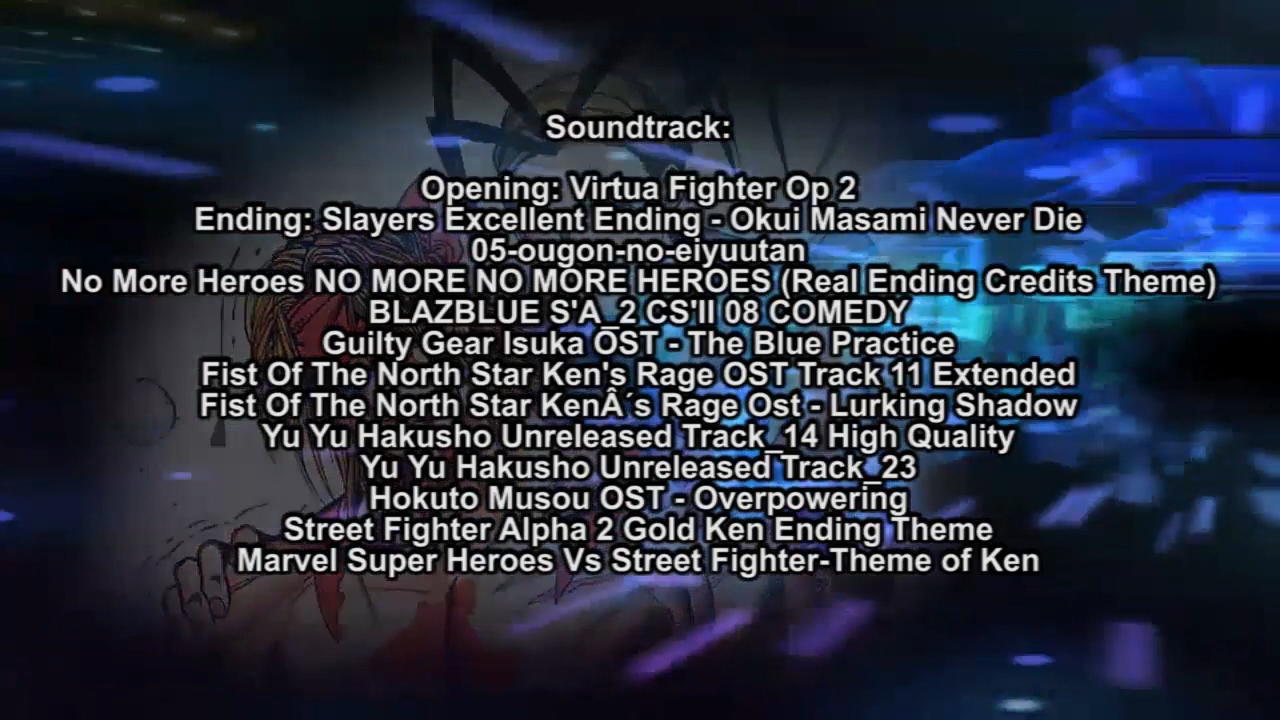 Soundtrack:
Opening: Virtua Fighter Op 2
Ending: Slayers Excellent Ending - Okui Masami Never Die
05-ougon-no-eiyuutan
No More Heroes NO MORE NO MORE HEROES (Real Ending Credits Theme)
BLAZBLUE S'A_2 CS'II 08 COMEDY
Guilty Gear Isuka OST - The Blue Practice
Fist Of The North Star Ken's Rage OST Track 11 Extended
Fist Of The North Star KenÂ´s Rage Ost - Lurking Shadow
Yu Yu Hakusho Unreleased Track_14 High Quality
Yu Yu Hakusho Unreleased Track_23
Hokuto Musou OST - Overpowering
Street Fighter Alpha 2 Gold Ken Ending Theme
Marvel Super Heroes Vs Street Fighter-Theme of Ken